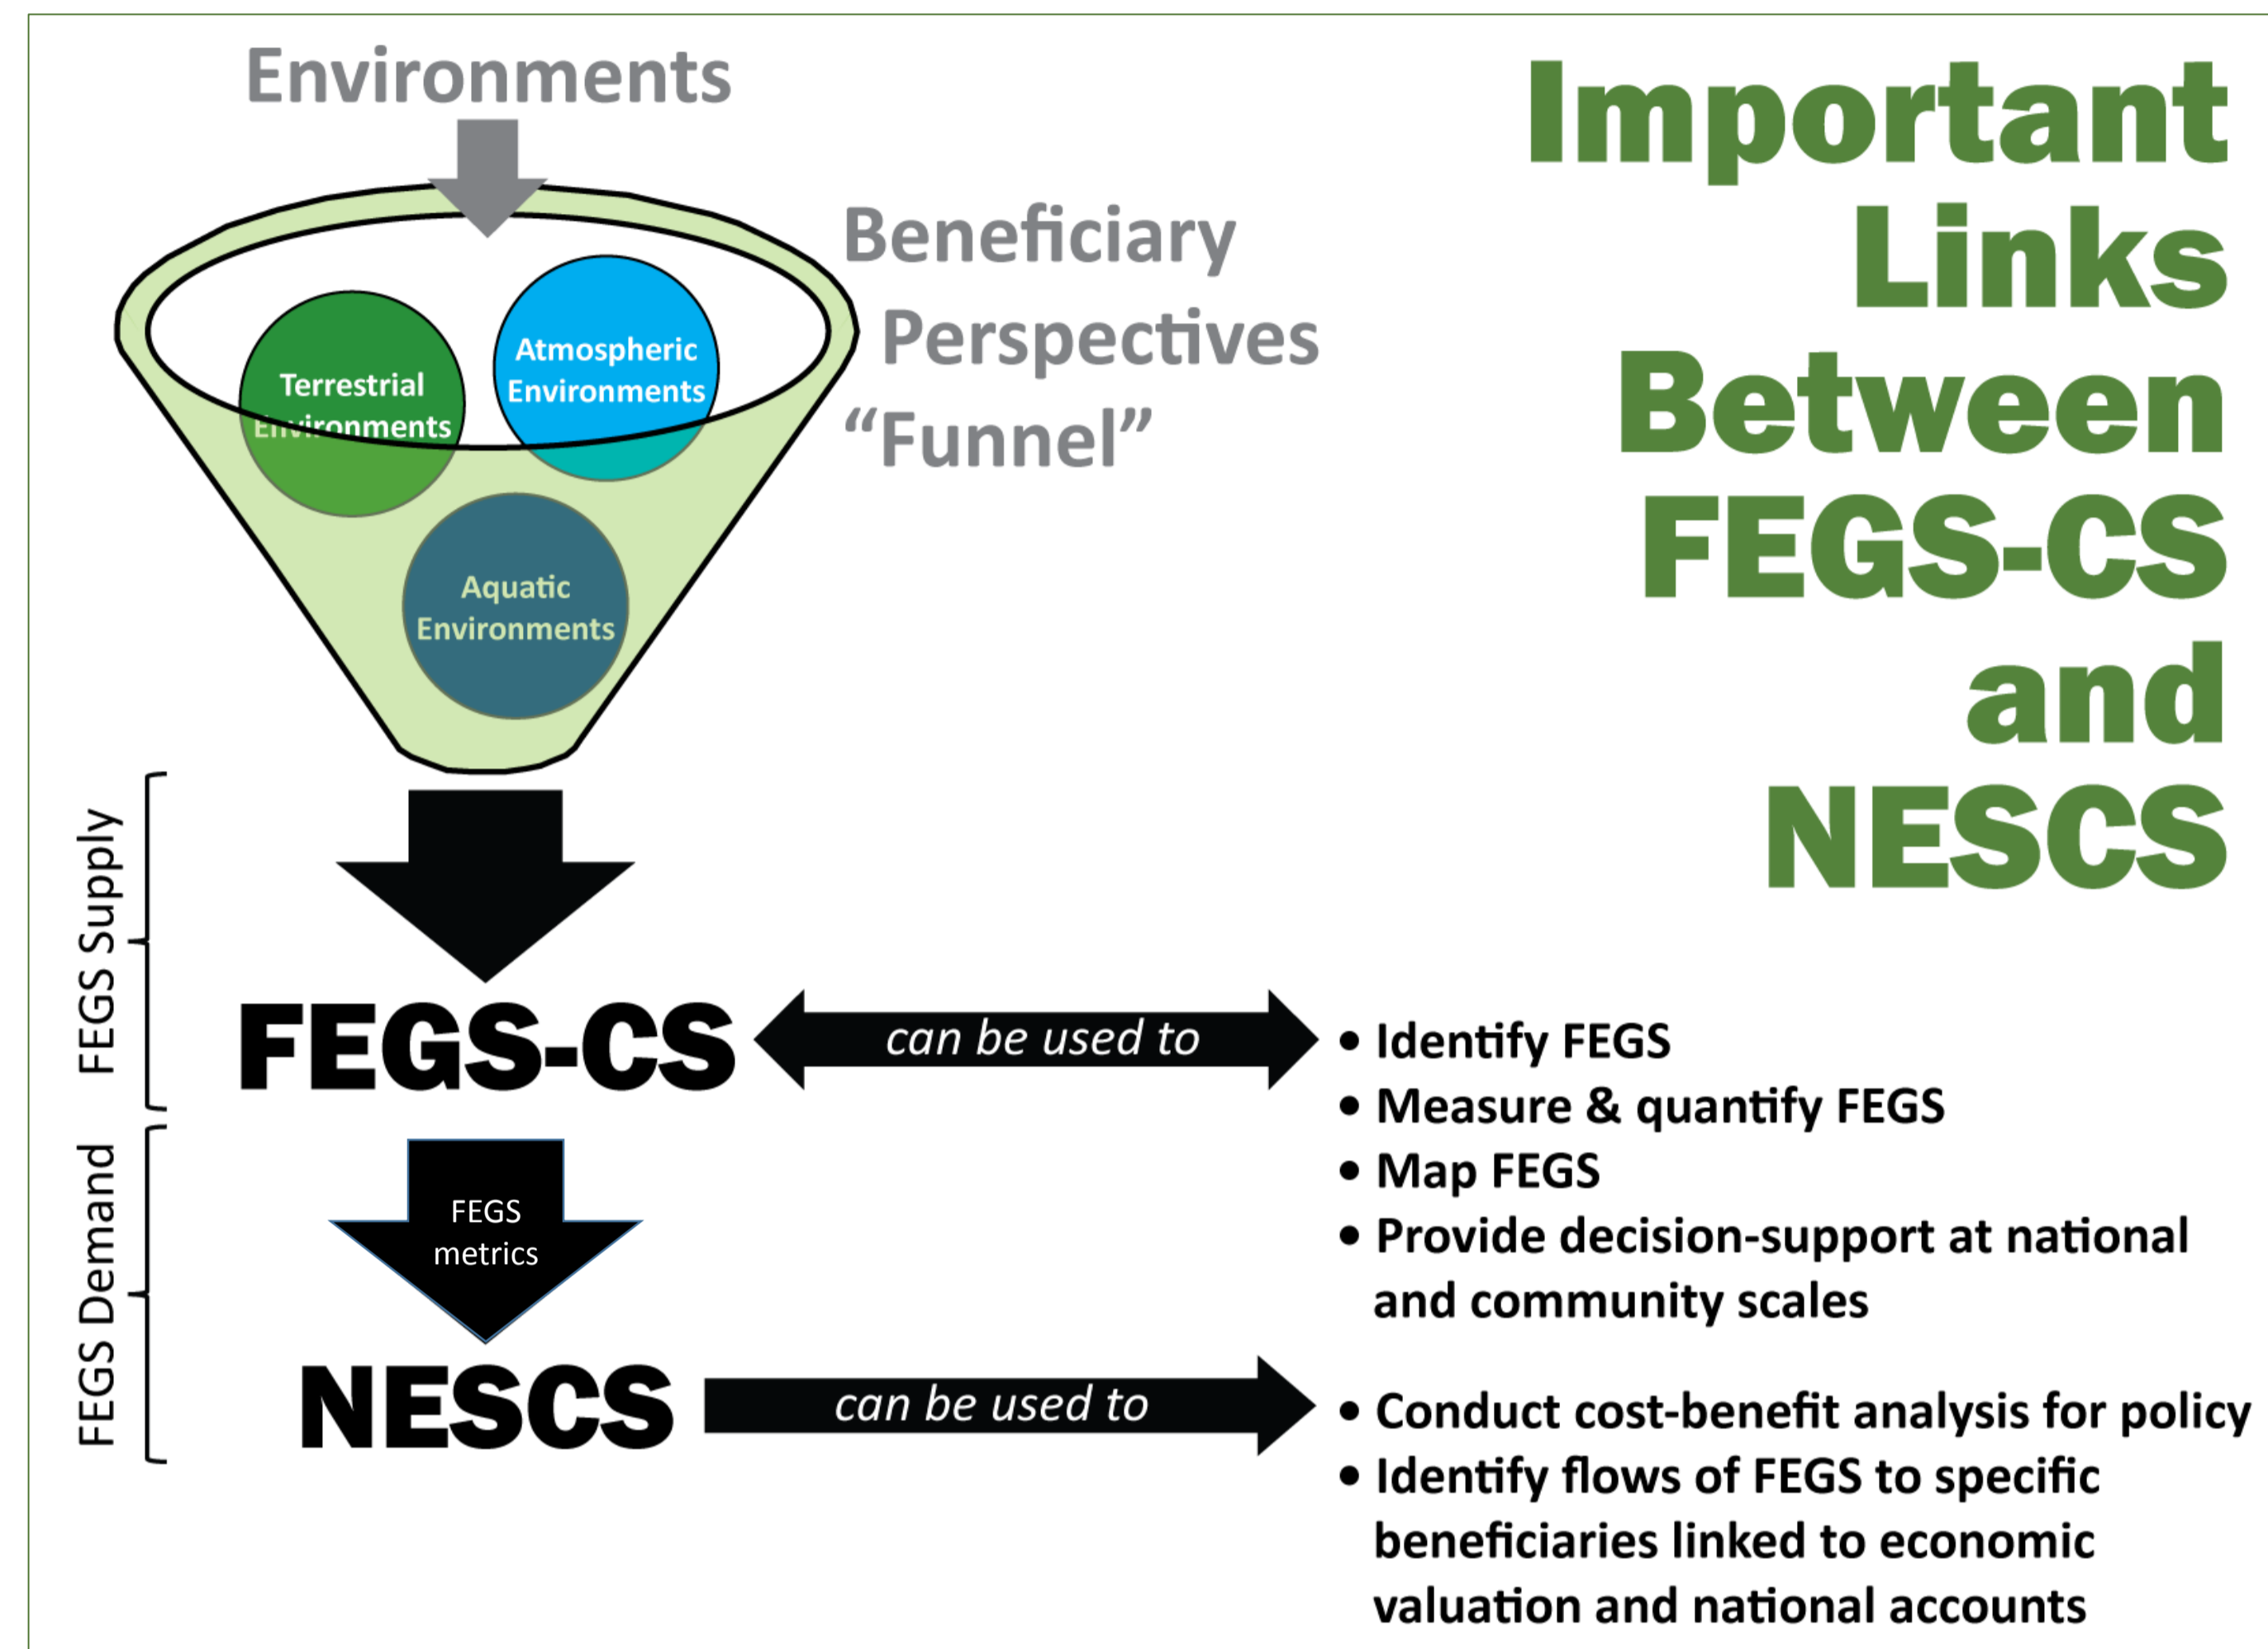 Environments
Important
Links
Between
FEGS-CS
and
NESCS
Beneficiary
Perspectives
“Funnel”
Terrestrial
Environments
Atmospheric
Environments
Aquatic
Environments
FEGS Supply
FEGS-CS
can be used to
• Identify FEGS
• Measure & quantify FEGS
• Map FEGS
• Provide decision-support at national
and community scales
FEGS Demand
FEGS
metrics
NESCS
can be used to
• Conduct cost-benefit analysis for policy
• Identify flows of FEGS to specific
beneficiaries linked to economic
valuation and national accounts